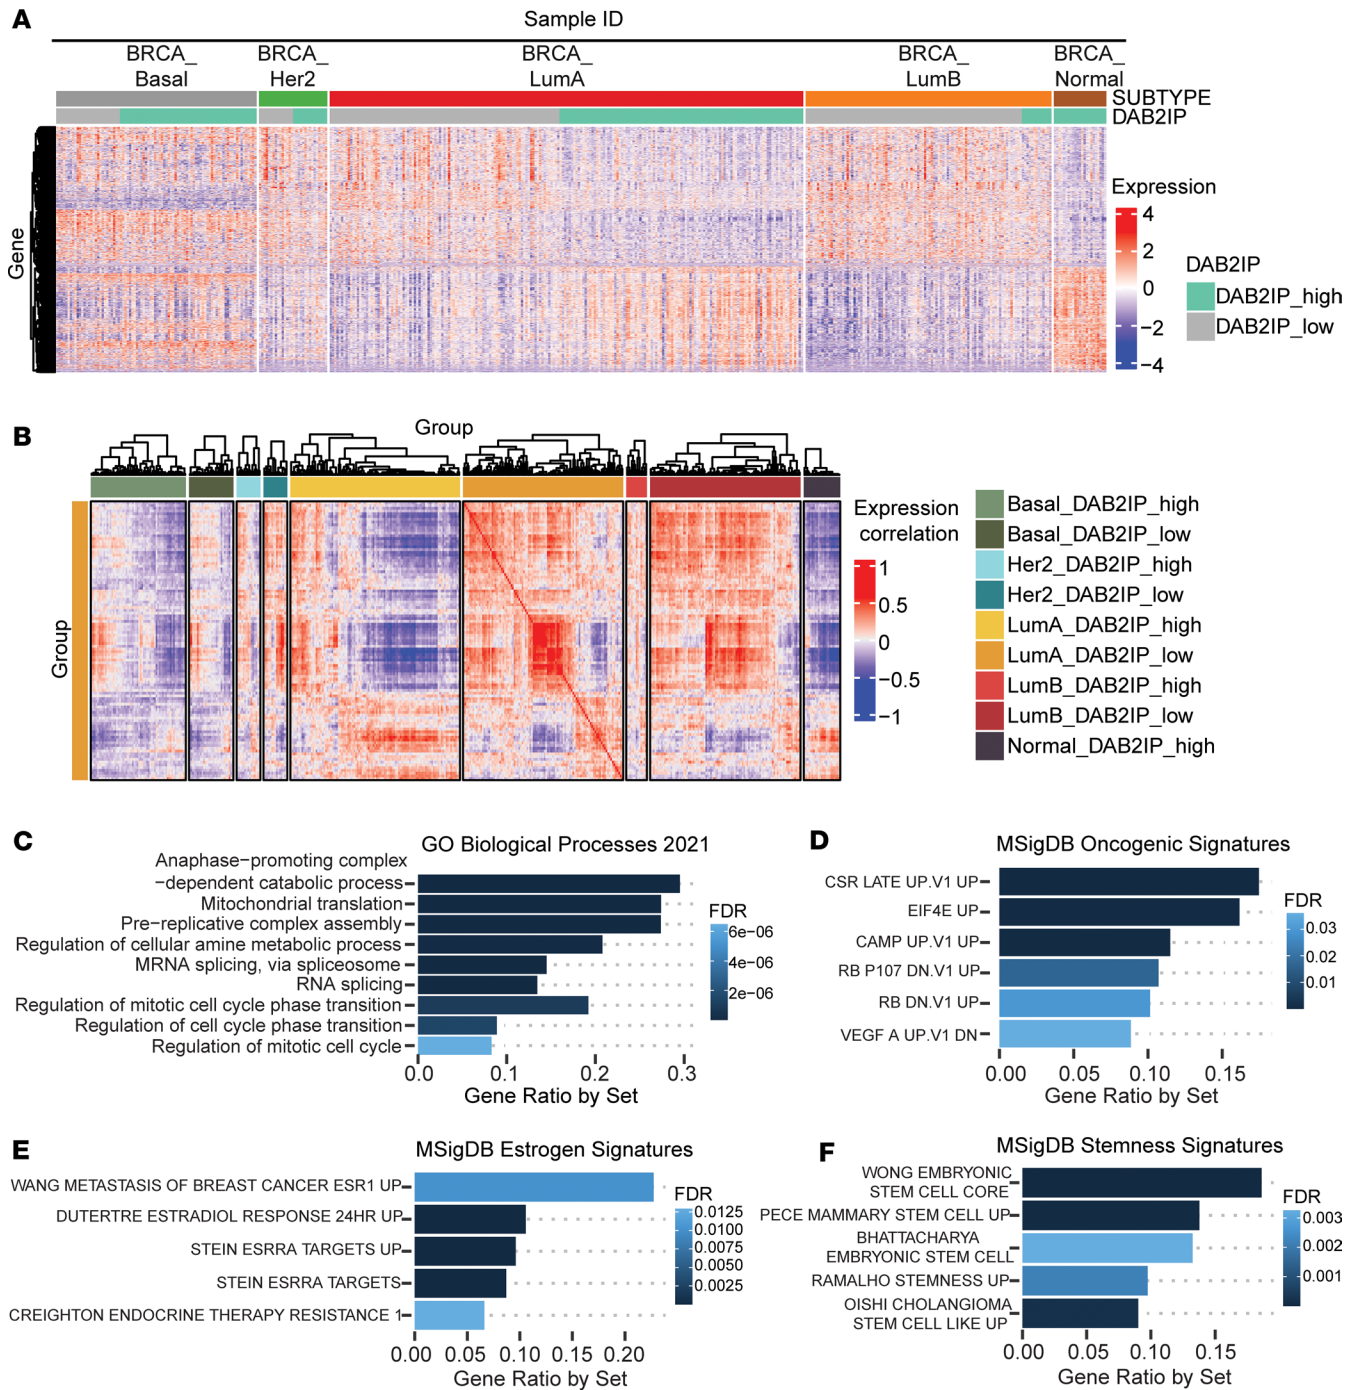 A
Sample ID
BRCA_
Basal
BRCA_
Her2
BRCA_
LumA
BRCA_
LumB
BRCA_
Normal
SUBTYPE
DAB2IP
Gene
Expression
4
2
0
−2
−4
DAB2IP
DAB2IP_high
DAB2IP_low
B
Group
Group
Expression
correlation
1
0.5
0
−0.5
−1
Basal_DAB2IP_high
Basal_DAB2IP_low
Her2_DAB2IP_high
Her2_DAB2IP_low
LumA_DAB2IP_high
LumA_DAB2IP_low
LumB_DAB2IP_high
LumB_DAB2IP_low
Normal_DAB2IP_high
C
GO Biological Processes 2021
Anaphase−promoting complex
−dependent catabolic process
Mitochondrial translation
Pre−replicative complex assembly
Regulation of cellular amine metabolic process
MRNA splicing, via spliceosome
RNA splicing
Regulation of mitotic cell cycle phase transition
Regulation of cell cycle phase transition
Regulation of mitotic cell cycle
0.0 0.1 0.2 0.3
Gene Ratio by Set
FDR
6e−06
4e−06
2e−06
D
MSigDB Oncogenic Signatures
CSR LATE UP.V1 UP
EIF4E UP
CAMP UP.V1 UP
RB P107 DN.V1 UP
RB DN.V1 UP
VEGF A UP.V1 DN
0.00 0.05 0.10 0.15
Gene Ratio by Set
FDR
0.03
0.02
0.01
E
MSigDB Estrogen Signatures
WANG METASTASIS OF BREAST CANCER ESR1 UP
DUTERTRE ESTRADIOL RESPONSE 24HR UP
STEIN ESRRA TARGETS UP
STEIN ESRRA TARGETS
CREIGHTON ENDOCRINE THERAPY RESISTANCE 1
0.00 0.05 0.10 0.15 0.20
Gene Ratio by Set
FDR
0.0125
0.0100
0.0075
0.0050
0.0025
F
MSigDB Stemness Signatures
WONG EMBRYONIC
STEM CELL CORE
PECE MAMMARY STEM CELL UP
BHATTACHARYA
EMBRYONIC STEM CELL
RAMALHO STEMNESS UP
OISHI CHOLANGIOMA
STEM CELL LIKE UP
0.00 0.05 0.10 0.15
Gene Ratio by Set
FDR
0.003
0.002
0.001